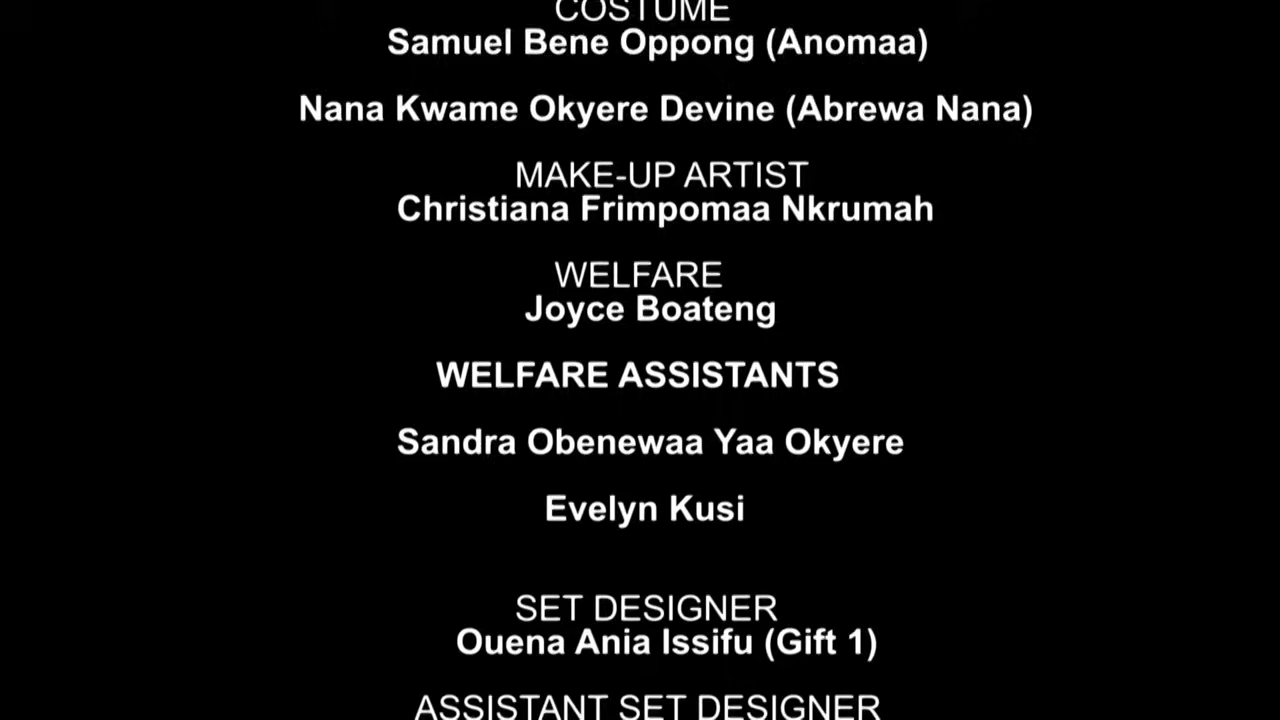 COSTUME
Samuel Bene Oppong (Anomaa)
Nana Kwame Okyere Devine (Abrewa Nana)
MAKE-UP ARTIST
Christiana Frimpomaa Nkrumah
WELFARE
Joyce Boateng
WELFARE ASSISTANTS
Sandra Obenewaa Yaa Okyere
Evelyn Kusi
SET DESIGNER
Ouena Ania Issifu (Gift 1)
ASSISTANT SET DESIGNER